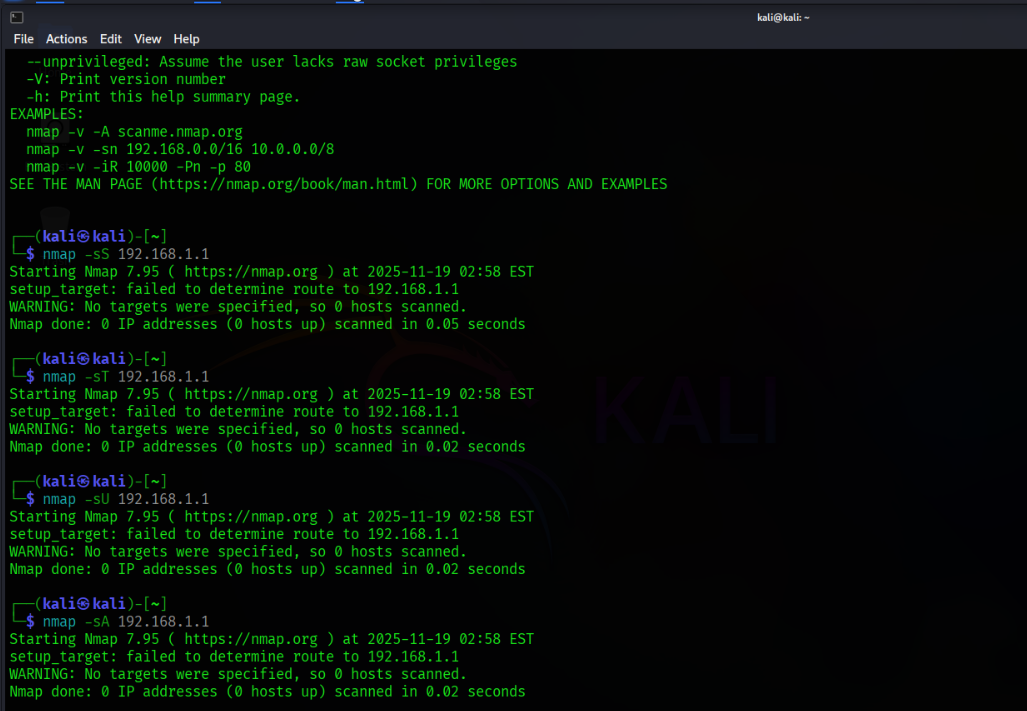 kali@kali: ~
File Actions Edit View Help
--unprivileged: Assume the user lacks raw socket privileges
-V: Print version number
-h: Print this help summary page.
EXAMPLES:
nmap -v -A scanme.nmap.org
nmap -v -sn 192.168.0.0/16 10.0.0.0/8
nmap -v -iR 10000 -Pn -p 80
SEE THE MAN PAGE (https://nmap.org/book/man.html) FOR MORE OPTIONS AND EXAMPLES
┌──(kali㉿kali)-[~]
└─$ nmap -sS 192.168.1.1
Starting Nmap 7.95 ( https://nmap.org ) at 2025-11-19 02:58 EST
setup_target: failed to determine route to 192.168.1.1
WARNING: No targets were specified, so 0 hosts scanned.
Nmap done: 0 IP addresses (0 hosts up) scanned in 0.05 seconds
┌──(kali㉿kali)-[~]
└─$ nmap -sT 192.168.1.1
Starting Nmap 7.95 ( https://nmap.org ) at 2025-11-19 02:58 EST
setup_target: failed to determine route to 192.168.1.1
WARNING: No targets were specified, so 0 hosts scanned.
Nmap done: 0 IP addresses (0 hosts up) scanned in 0.02 seconds
KALI
┌──(kali㉿kali)-[~]
└─$ nmap -sU 192.168.1.1
Starting Nmap 7.95 ( https://nmap.org ) at 2025-11-19 02:58 EST
setup_target: failed to determine route to 192.168.1.1
WARNING: No targets were specified, so 0 hosts scanned.
Nmap done: 0 IP addresses (0 hosts up) scanned in 0.02 seconds
┌──(kali㉿kali)-[~]
└─$ nmap -sA 192.168.1.1
Starting Nmap 7.95 ( https://nmap.org ) at 2025-11-19 02:58 EST
setup_target: failed to determine route to 192.168.1.1
WARNING: No targets were specified, so 0 hosts scanned.
Nmap done: 0 IP addresses (0 hosts up) scanned in 0.02 seconds